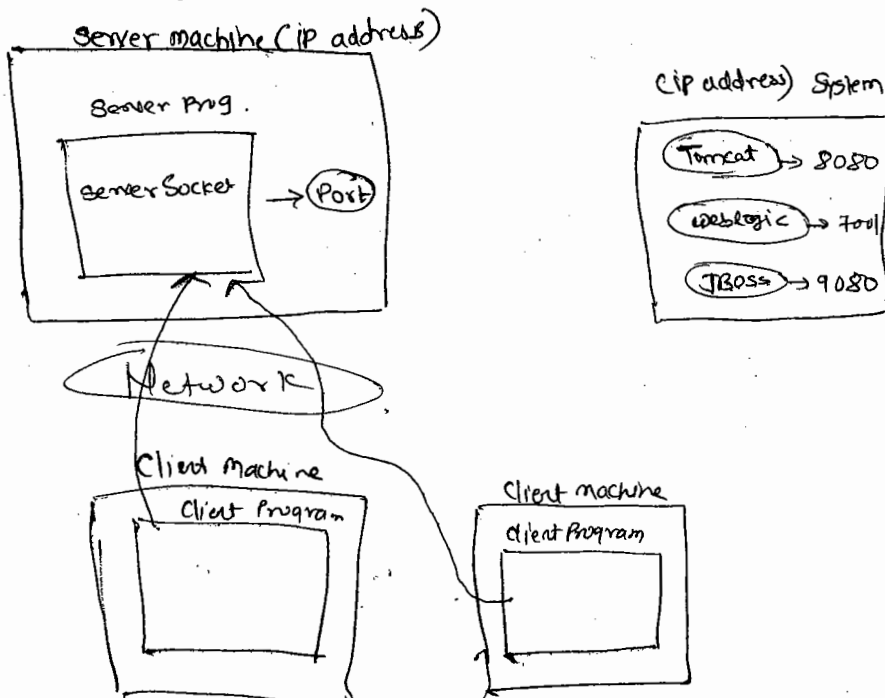 Server machine (ip address)
Server Prog.
ServerSocket
Port
(ip address) System
Tomcat → 8080
weblogic → 7001
JBoss → 9080
Network
Client Machine
Client Program
Client machine
Client Program